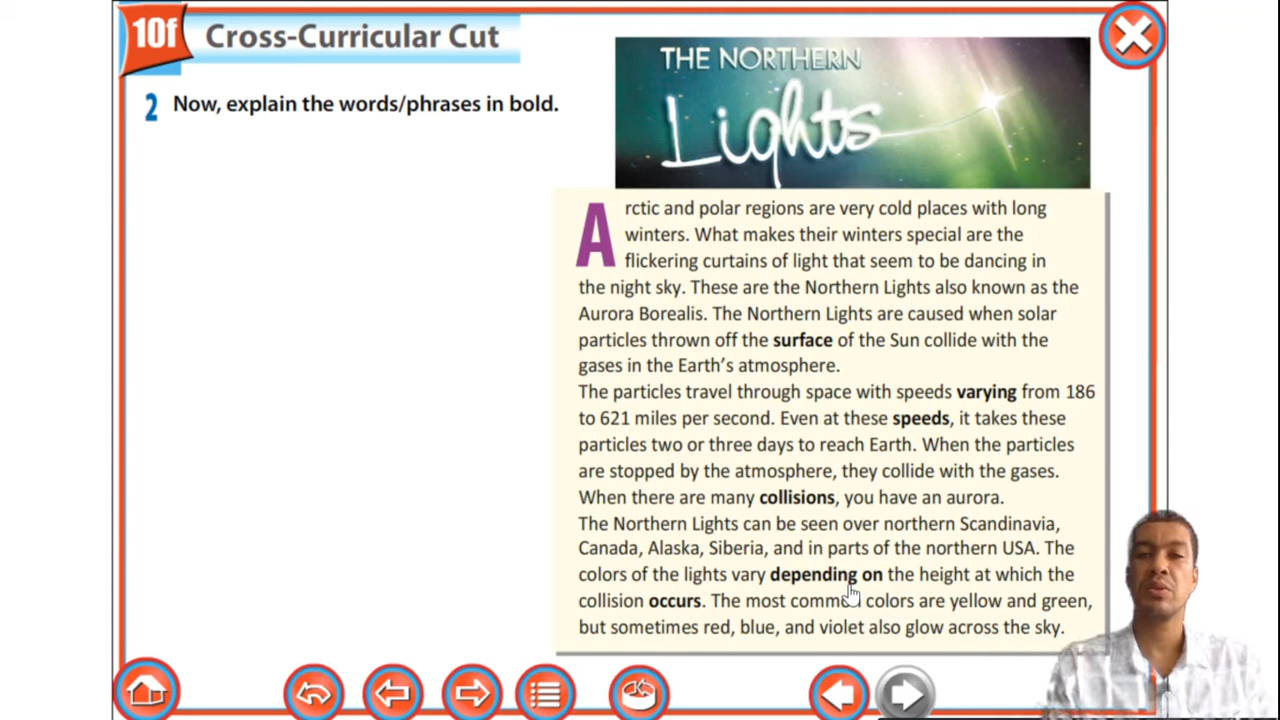 10f Cross-Curricular Cut
2 Now, explain the words/phrases in bold.
THE NORTHERN
Lights
Arctic and polar regions are very cold places with long
winters. What makes their winters special are the
flickering curtains of light that seem to be dancing in
the night sky. These are the Northern Lights also known as the
Aurora Borealis. The Northern Lights are caused when solar
particles thrown off the surface of the Sun collide with the
gases in the Earth's atmosphere.
The particles travel through space with speeds varying from 186
to 621 miles per second. Even at these speeds, it takes these
particles two or three days to reach Earth. When the particles
are stopped by the atmosphere, they collide with the gases.
When there are many collisions, you have an aurora.
The Northern Lights can be seen over northern Scandinavia,
Canada, Alaska, Siberia, and in parts of the northern USA. The
colors of the lights vary depending on the height at which the
collision occurs. The most common colors are yellow and green,
but sometimes red, blue, and violet also glow across the sky.